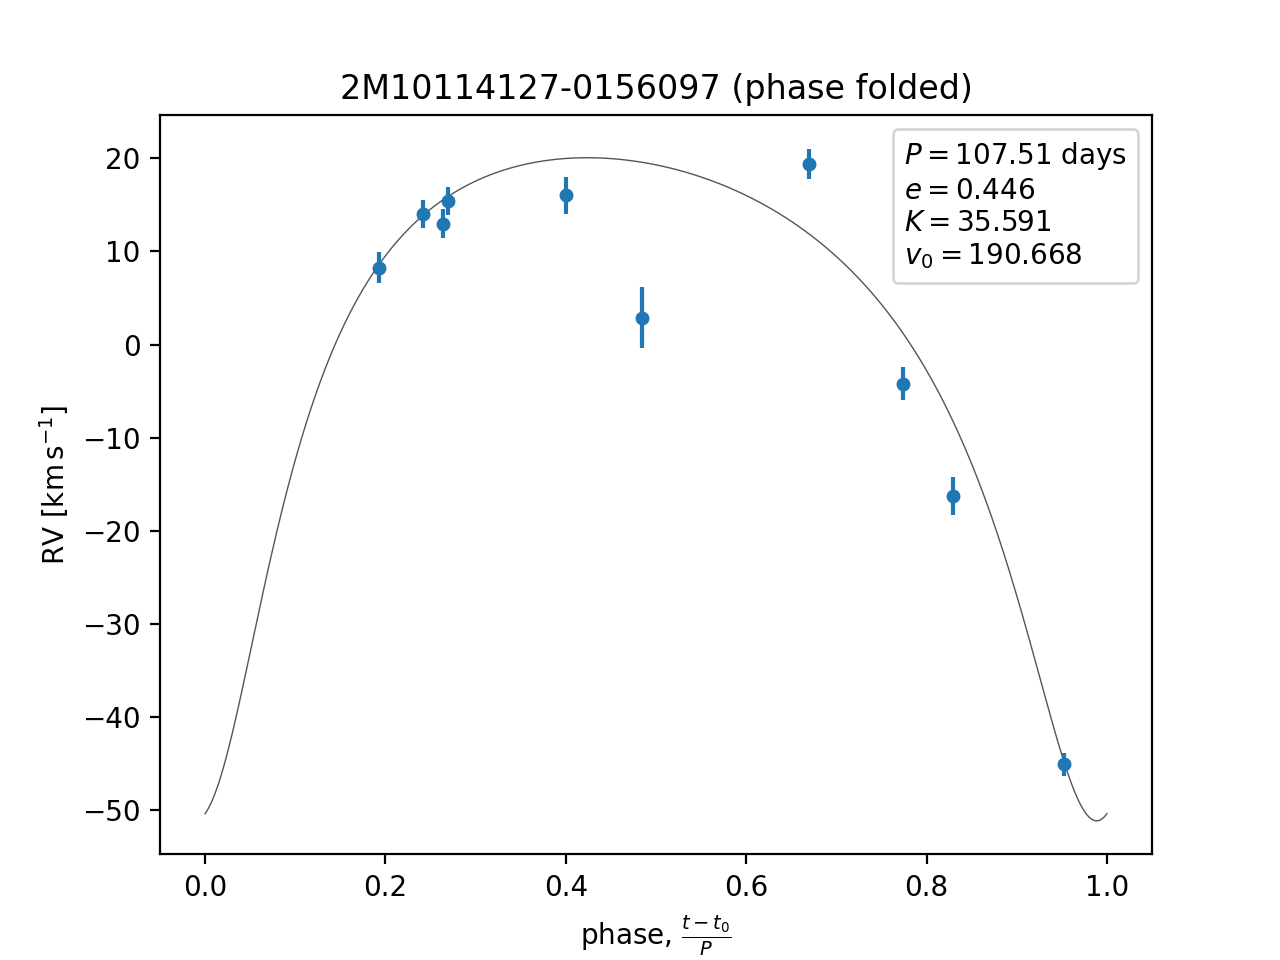 2M10114127-0156097 (phase folded)
P = 107.51 days
e = 0.446
K = 35.591
v₀ = 190.668
RV [km s⁻¹]
20
10
0
−10
−20
−30
−40
−50
0.0 0.2 0.4 0.6 0.8 1.0
phase, (t − t₀)/P